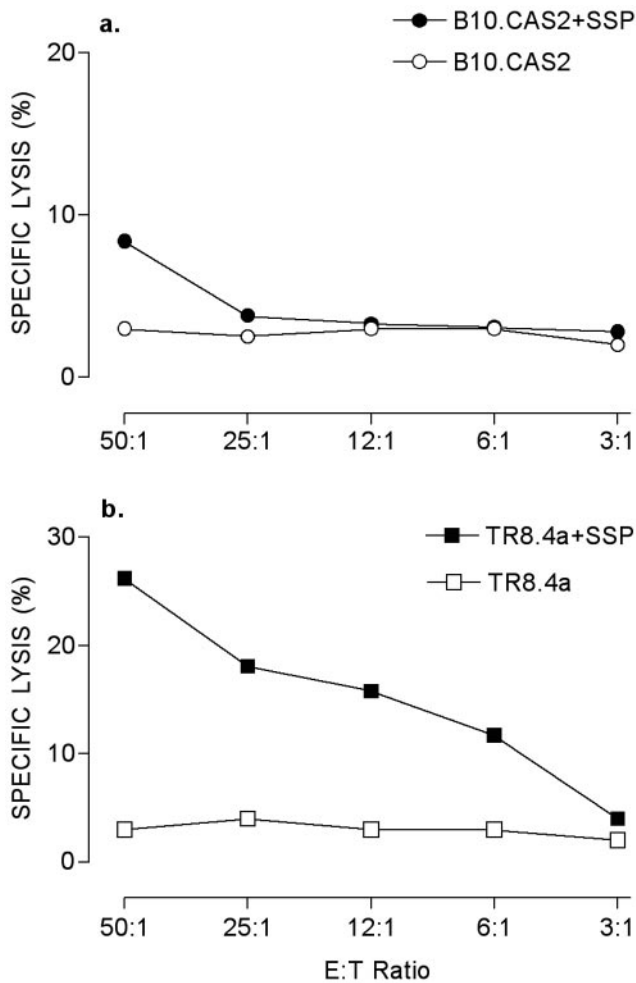 a.
B10.CAS2+SSP
B10.CAS2
SPECIFIC LYSIS (%)
20
10
0
50:1 25:1 12:1 6:1 3:1
b.
TR8.4a+SSP
TR8.4a
SPECIFIC LYSIS (%)
30
20
10
0
50:1 25:1 12:1 6:1 3:1
E:T Ratio